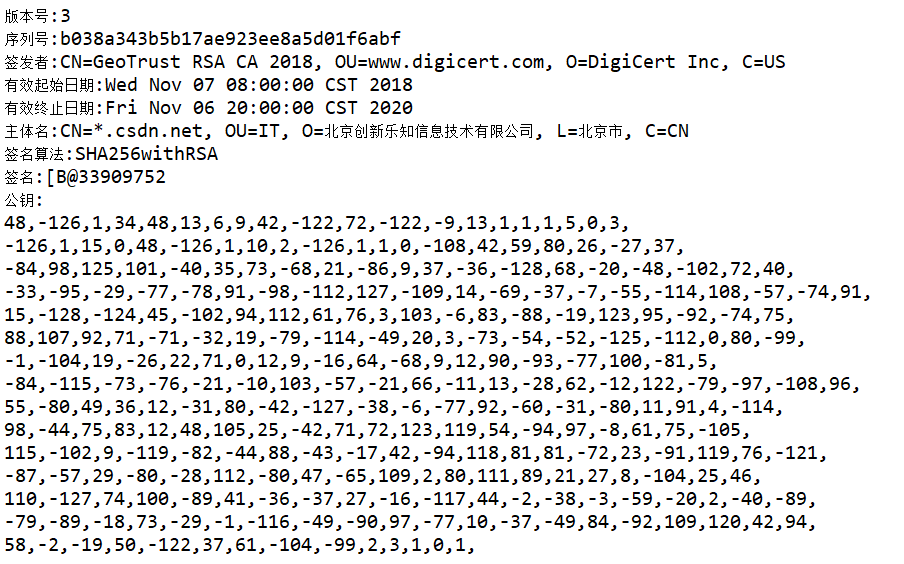 版本号:3
序列号:b038a343b5b17ae923ee8a5d01f6abf
签发者:CN=GeoTrust RSA CA 2018, OU=www.digicert.com, O=DigiCert Inc, C=US
有效起始日期:Wed Nov 07 08:00:00 CST 2018
有效终止日期:Fri Nov 06 20:00:00 CST 2020
主体名:CN=*.csdn.net, OU=IT, O=北京创新乐知信息技术有限公司, L=北京市, C=CN
签名算法:SHA256withRSA
签名:[B@33909752
公钥:
48,-126,1,34,48,13,6,9,42,-122,72,-122,-9,13,1,1,1,5,0,3,
-126,1,15,0,48,-126,1,10,2,-126,1,1,0,-108,42,59,80,26,-27,37,
-84,98,125,101,-40,35,73,-68,21,-86,9,37,-36,-128,68,-20,-48,-102,72,40,
-33,-95,-29,-77,-78,91,-98,-112,127,-109,14,-69,-37,-7,-55,-114,108,-57,-74,91,
15,-128,-124,45,-102,94,112,61,76,3,103,-6,83,-88,-19,123,95,-92,-74,75,
88,107,92,71,-71,-32,19,-79,-114,-49,20,3,-73,-54,-52,-125,-112,0,80,-99,
-1,-104,19,-26,22,71,0,12,9,-16,64,-68,9,12,90,-93,-77,100,-81,5,
-84,-115,-73,-76,-21,-10,103,-57,-21,66,-11,13,-28,62,-12,122,-79,-97,-108,96,
55,-80,49,36,12,-31,80,-42,-127,-38,-6,-77,92,-60,-31,-80,11,91,4,-114,
98,-44,75,83,12,48,105,25,-42,71,72,123,119,54,-94,97,-8,61,75,-105,
115,-102,9,-119,-82,-44,88,-43,-17,42,-94,118,81,81,-72,23,-91,119,76,-121,
-87,-57,29,-80,-28,112,-80,47,-65,109,2,80,111,89,21,27,8,-104,25,46,
110,-127,74,100,-89,41,-36,-37,27,-16,-117,44,-2,-38,-3,-59,-20,2,-40,-89,
-79,-89,-18,73,-29,-1,-116,-49,-90,97,-77,10,-37,-49,84,-92,109,120,42,94,
58,-2,-19,50,-122,37,61,-104,-99,2,3,1,0,1,